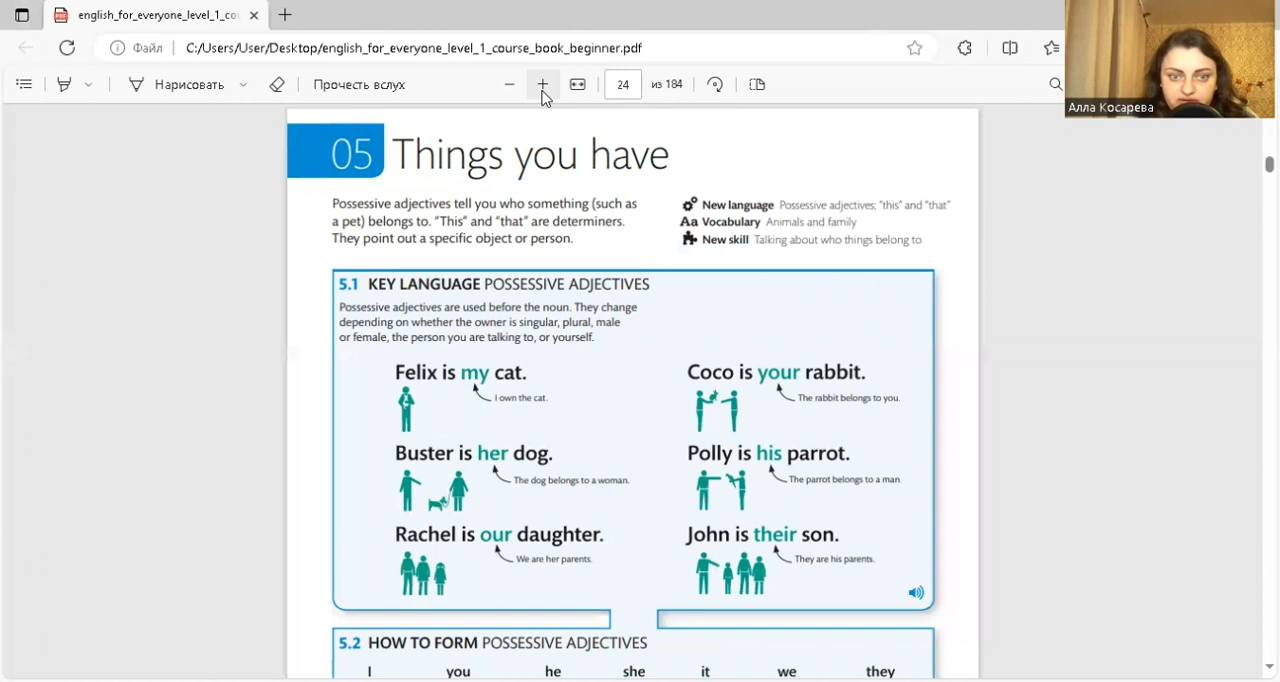 english_for_everyone_level_1_co
Файл
C:/Users/User/Desktop/english_for_everyone_level_1_course_book_beginner.pdf
Нарисовать
Прочесть вслух
24
из 184
Алла Косарева
05 Things you have
Possessive adjectives tell you who something (such as
a pet) belongs to. “This” and “that” are determiners.
They point out a specific object or person.
New language Possessive adjectives; “this” and “that”
Aa Vocabulary Animals and family
New skill Talking about who things belong to
5.1 KEY LANGUAGE POSSESSIVE ADJECTIVES
Possessive adjectives are used before the noun. They change
depending on whether the owner is singular, plural, male
or female, the person you are talking to, or yourself.
Felix is my cat.
I own the cat.
Coco is your rabbit.
The rabbit belongs to you.
Buster is her dog.
The dog belongs to a woman.
Polly is his parrot.
The parrot belongs to a man.
Rachel is our daughter.
We are her parents.
John is their son.
They are his parents.
5.2 HOW TO FORM POSSESSIVE ADJECTIVES
I you he she it we they